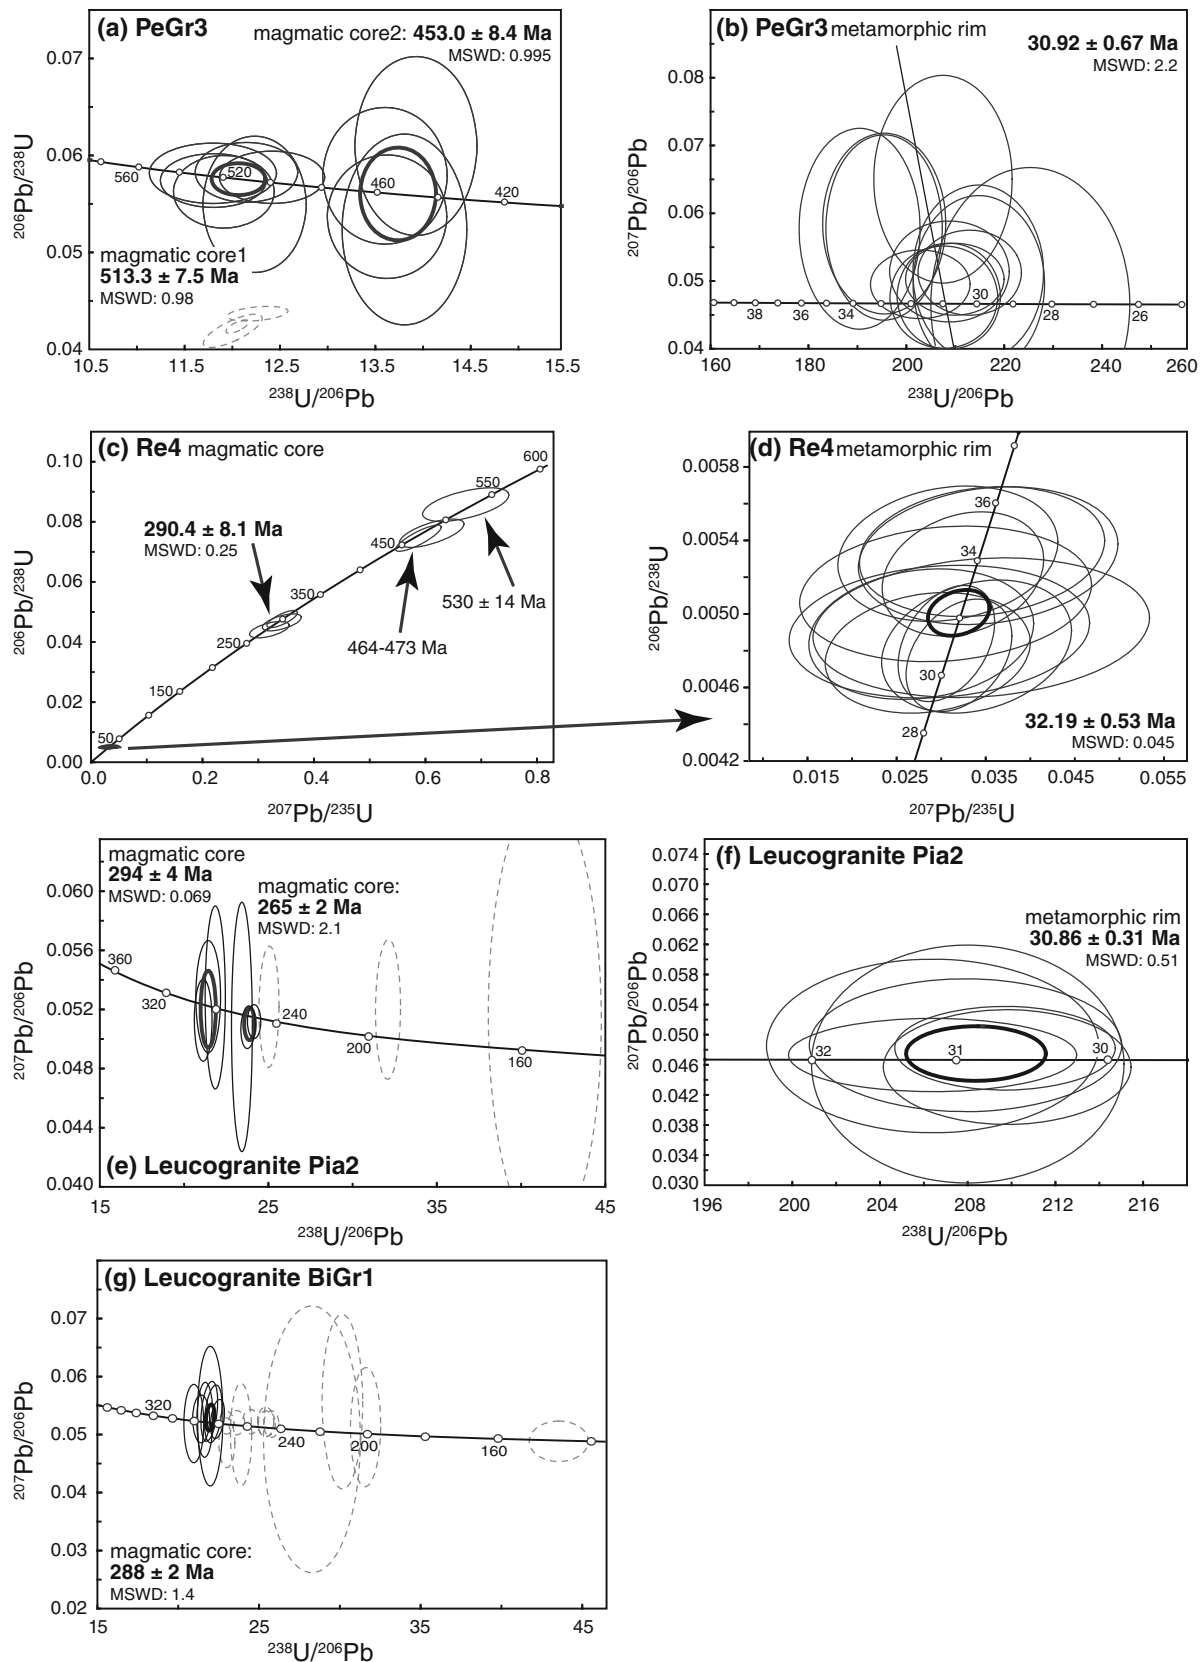 (a) PeGr3
magmatic core2: 453.0 ± 8.4 Ma
MSWD: 0.995
0.07
0.06
0.05
0.04
206Pb/238U
560
520
460
420
magmatic core1
513.3 ± 7.5 Ma
MSWD: 0.98
10.5 11.5 12.5 13.5 14.5 15.5
238U/206Pb
(b) PeGr3 metamorphic rim
30.92 ± 0.67 Ma
MSWD: 2.2
0.08
0.07
0.06
0.05
0.04
207Pb/206Pb
38 36 34 30 28 26
160 180 200 220 240 260
238U/206Pb
(c) Re4 magmatic core
0.10
0.08
0.06
0.04
0.02
0.00
206Pb/238U
600
550
450
350
250
150
50
290.4 ± 8.1 Ma
MSWD: 0.25
530 ± 14 Ma
464-473 Ma
0.0 0.2 0.4 0.6 0.8
207Pb/235U
(d) Re4 metamorphic rim
0.0058
0.0054
0.0050
0.0046
0.0042
206Pb/238U
36
34
30
28
32.19 ± 0.53 Ma
MSWD: 0.045
0.015 0.025 0.035 0.045 0.055
207Pb/235U
magmatic core
294 ± 4 Ma
MSWD: 0.069
magmatic core:
265 ± 2 Ma
MSWD: 2.1
0.060
0.056
0.052
0.048
0.044
0.040
207Pb/206Pb
360
320
240
200
160
(e) Leucogranite Pia2
15 25 35 45
238U/206Pb
(f) Leucogranite Pia2
metamorphic rim
30.86 ± 0.31 Ma
MSWD: 0.51
0.074
0.070
0.066
0.062
0.058
0.054
0.050
0.046
0.042
0.038
0.034
0.030
207Pb/206Pb
32 31 30
196 200 204 208 212 216
238U/206Pb
(g) Leucogranite BiGr1
0.07
0.06
0.05
0.04
0.03
0.02
207Pb/206Pb
320
240
200
160
magmatic core:
288 ± 2 Ma
MSWD: 1.4
15 25 35 45
238U/206Pb